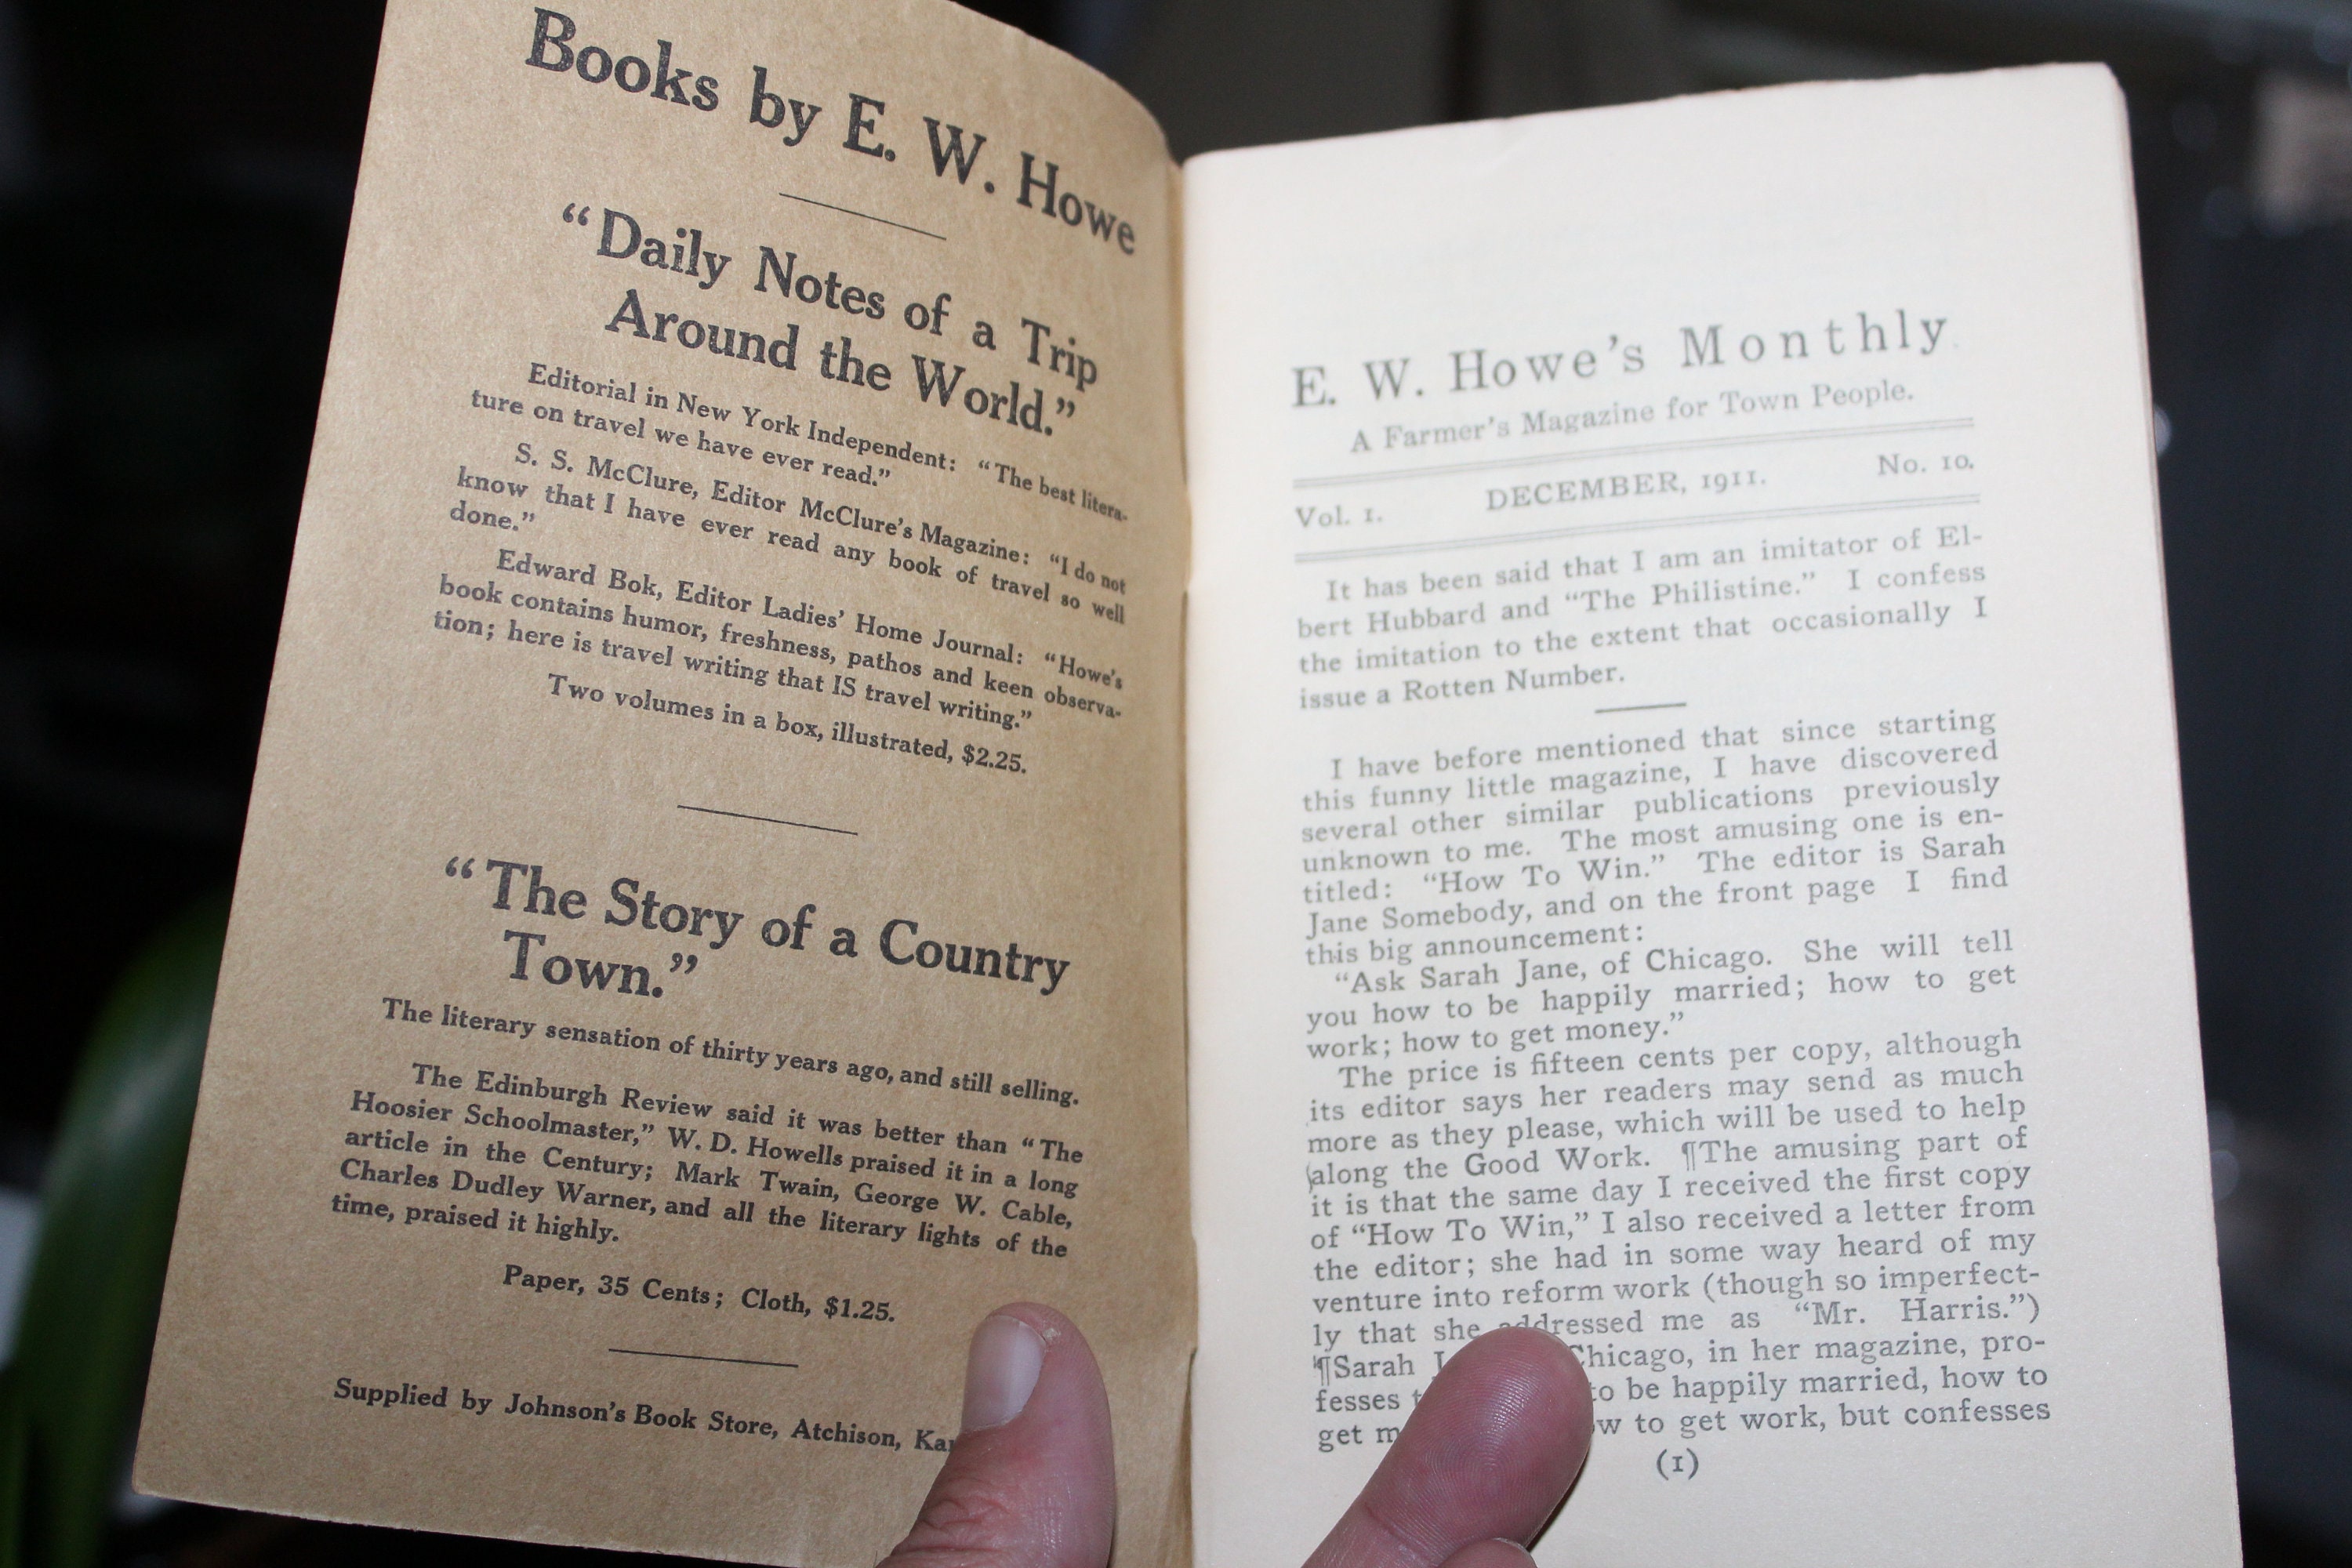 Books by E. W. Howe
“Daily Notes of a Trip
Around the World.”
Editorial in New York Independent: “The best litera-
ture on travel we have ever read.”
S. S. McClure, Editor McClure's Magazine: “I do not
know that I have ever read any book of travel so well
done.”
Edward Bok, Editor Ladies' Home Journal: “Howe's
book contains humor, freshness, pathos and keen observa-
tion; here is travel writing that IS travel writing.”
Two volumes in a box, illustrated, $2.25.
“The Story of a Country
Town.”
The literary sensation of thirty years ago, and still selling.
The Edinburgh Review said it was better than “The
Hoosier Schoolmaster,” W. D. Howells praised it in a long
article in the Century; Mark Twain, George W. Cable,
Charles Dudley Warner, and all the literary lights of the
time, praised it highly.
Paper, 35 Cents; Cloth, $1.25.
Supplied by Johnson's Book Store, Atchison,
E. W. Howe's Monthly
A Farmer's Magazine for Town People.
Vol. 1. DECEMBER, 1911. No. 10.
It has been said that I am an imitator of El-
bert Hubbard and “The Philistine.” I confess
the imitation to the extent that occasionally I
issue a Rotten Number.
I have before mentioned that since starting
this funny little magazine, I have discovered
several other similar publications previously
unknown to me. The most amusing one is en-
titled: “How To Win.” The editor is Sarah
Jane Somebody, and on the front page I find
this big announcement:
“Ask Sarah Jane, of Chicago. She will tell
you how to be happily married; how to get
work; how to get money.”
The price is fifteen cents per copy, although
its editor says her readers may send as much
more as they please, which will be used to help
along the Good Work. ¶The amusing part of
it is that the same day I received the first copy
of “How To Win,” I also received a letter from
the editor; she had in some way heard of my
venture into reform work (though so imperfect-
ly that she addressed me as “Mr. Harris.”)
¶Sarah Chicago, in her magazine, pro-
fesses to be happily married, how to
get to get work, but confesses
(1)